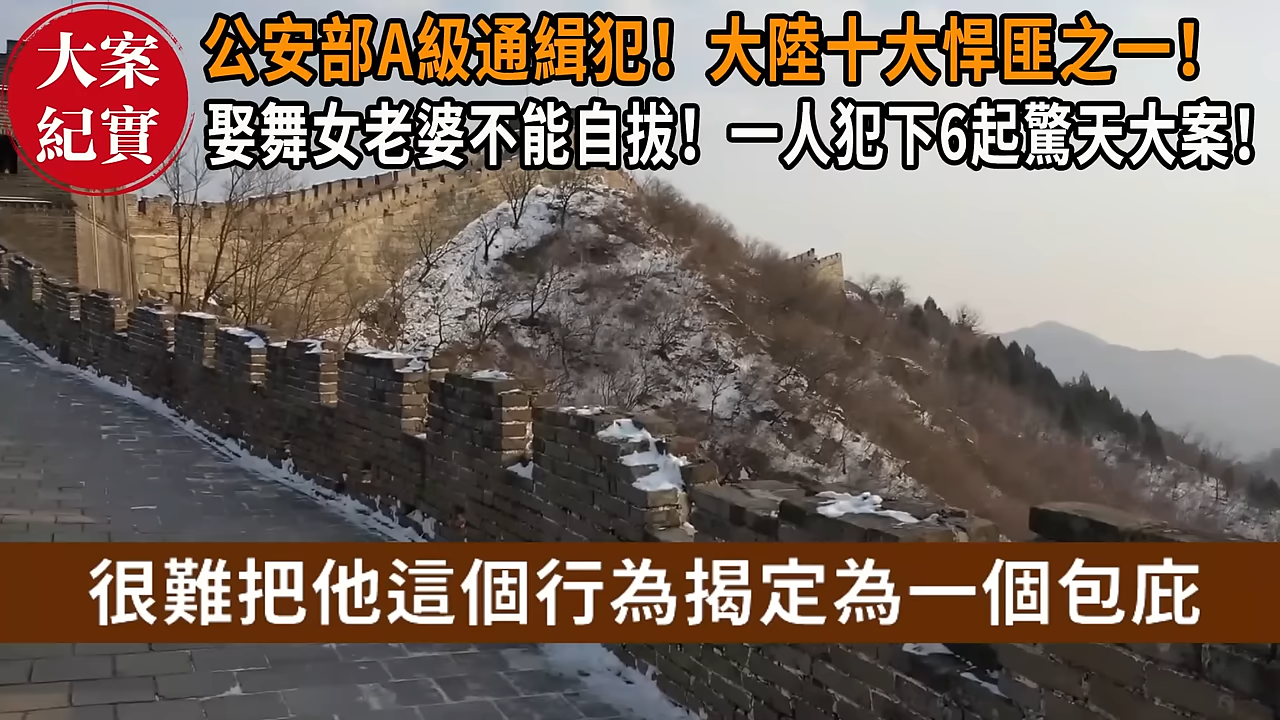 大案
紀實
公安部A級通緝犯！大陸十大悍匪之一！
娶舞女老婆不能自拔！一人犯下6起驚天大案！
很難把他這個行為揭定為一個包庇